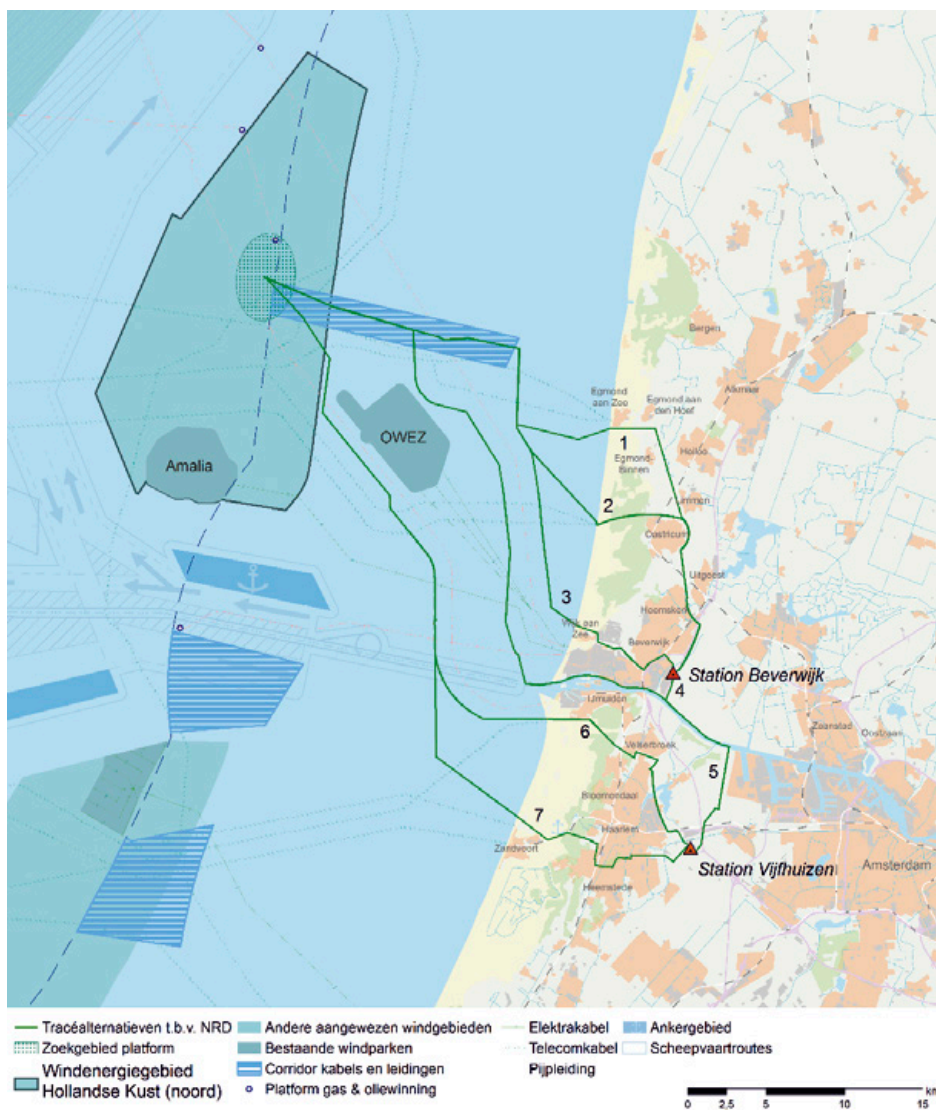 Bergen
Alkmaar
Egmond
aan Zee
Egmond aan
den Hoef
OWEZ
1
Egmond-
Binnen
Heiloo
Amalia
Limmen
2
Castricum
Uitgeest
3
Heemskerk
Wijk aan
Zee
Beverwijk
Station Beverwijk
4
IJmuiden
Zaanstad
Oostzaan
6
Velserbroek
5
Bloemendaal
7
Haarlem
Zandvoort
Station Vijfhuizen
Amsterdam
Heemstede
Tracéalternatieven t.b.v. NRD
Andere aangewezen windgebieden
Elektrakabel
Ankergebied
Zoekgebied platform
Bestaande windparken
Telecomkabel
Scheepvaartroutes
Windenergiegebied
Hollandse Kust (noord)
Corridor kabels en leidingen
Pijpleiding
Platform gas & oliewinning
km
0 2,5 5 10 15